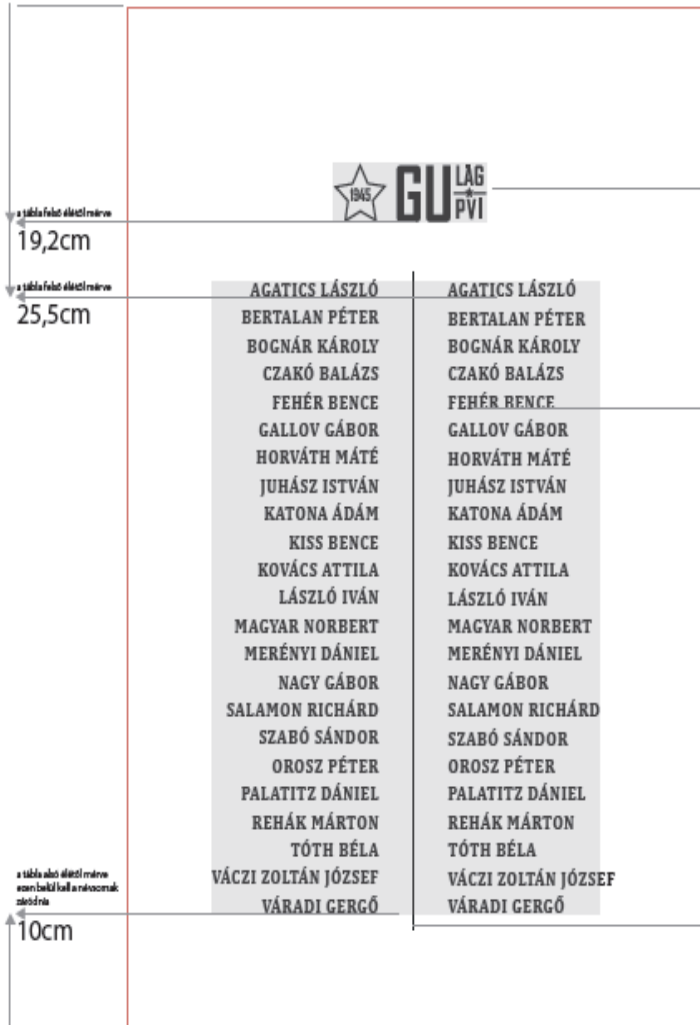 1945 GU LAG
PVI
a tábla felső élétől mérve
19,2cm
a tábla felső élétől mérve
25,5cm
AGATICS LÁSZLÓ AGATICS LÁSZLÓ
BERTALAN PÉTER BERTALAN PÉTER
BOGNÁR KÁROLY BOGNÁR KÁROLY
CZAKÓ BALÁZS CZAKÓ BALÁZS
FEHÉR BENCE FEHÉR BENCE
GALLOV GÁBOR GALLOV GÁBOR
HORVÁTH MÁTÉ HORVÁTH MÁTÉ
JUHÁSZ ISTVÁN JUHÁSZ ISTVÁN
KATONA ÁDÁM KATONA ÁDÁM
KISS BENCE KISS BENCE
KOVÁCS ATTILA KOVÁCS ATTILA
LÁSZLÓ IVÁN LÁSZLÓ IVÁN
MAGYAR NORBERT MAGYAR NORBERT
MERÉNYI DÁNIEL MERÉNYI DÁNIEL
NAGY GÁBOR NAGY GÁBOR
SALAMON RICHÁRD SALAMON RICHÁRD
SZABÓ SÁNDOR SZABÓ SÁNDOR
OROSZ PÉTER OROSZ PÉTER
PALATITZ DÁNIEL PALATITZ DÁNIEL
REHÁK MÁRTON REHÁK MÁRTON
TÓTH BÉLA TÓTH BÉLA
VÁCZI ZOLTÁN JÓZSEF VÁCZI ZOLTÁN JÓZSEF
VÁRADI GERGŐ VÁRADI GERGŐ
a tábla alsó élétől mérve
ezen belül kell a névsornak
záródnia
10cm